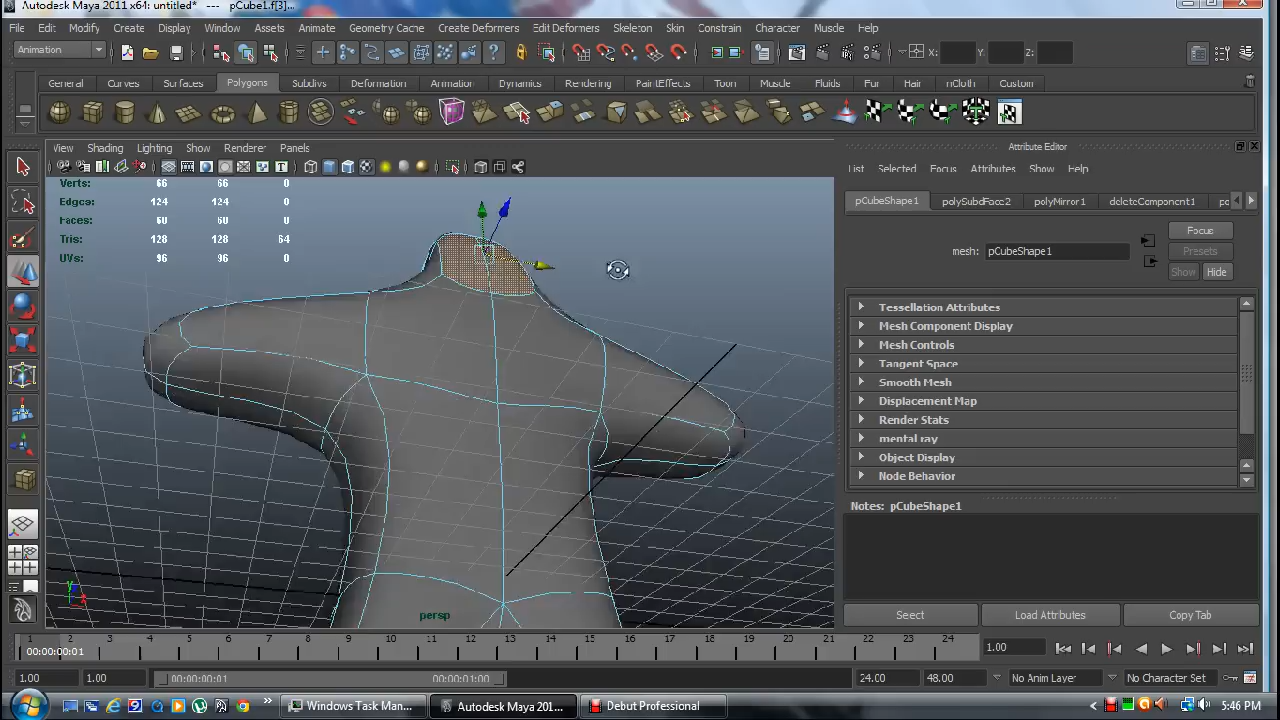 Autodesk Maya 2011 x64: untitled* --- pCube1.f[3]...
File Edit Modify Create Display Window Assets Animate Geometry Cache Create Deformers Edit Deformers Skeleton Skin Constrain Character Muscle Help
Animation X: Y: Z:
General Curves Surfaces Polygons Subdivs Deformation Animation Dynamics Rendering PaintEffects Toon Muscle Fluids Fur Hair nCloth Custom
View Shading Lighting Show Renderer Panels
Attribute Editor
List Selected Focus Attributes Show Help
Verts: 66 66 0
Edges: 124 124 0
Faces: 60 60 0
Tris: 128 128 64
UVs: 96 96 0
pCubeShape1 polySubdFace2 polyMirror1 deleteComponent1
Focus
mesh: pCubeShape1
Presets
Show Hide
Tessellation Attributes
Mesh Component Display
Mesh Controls
Tangent Space
Smooth Mesh
Displacement Map
Render Stats
mental ray
Object Display
Node Behavior
Notes: pCubeShape1
persp
Select Load Attributes Copy Tab
1 2 3 4 5 6 7 8 9 10 11 12 13 14 15 16 17 18 19 20 21 22 23 24
00:00:00:01
1.00
1.00 1.00 00:00:00:01 00:00:01:00 24.00 48.00 No Anim Layer No Character Set
Windows Task Man... Autodesk Maya 201... Debut Professional 5:46 PM